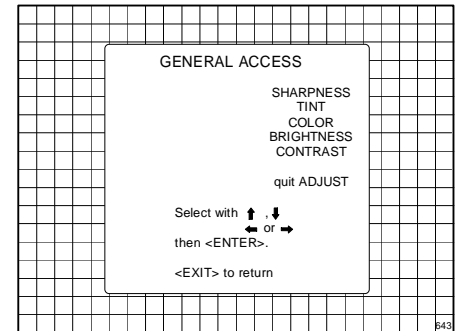 GENERAL ACCESS
SHARPNESS
TINT
COLOR
BRIGHTNESS
CONTRAST
quit ADJUST
Select with ⬆ , ⬇
⬅ or ➡
then <ENTER>.
<EXIT> to return
643